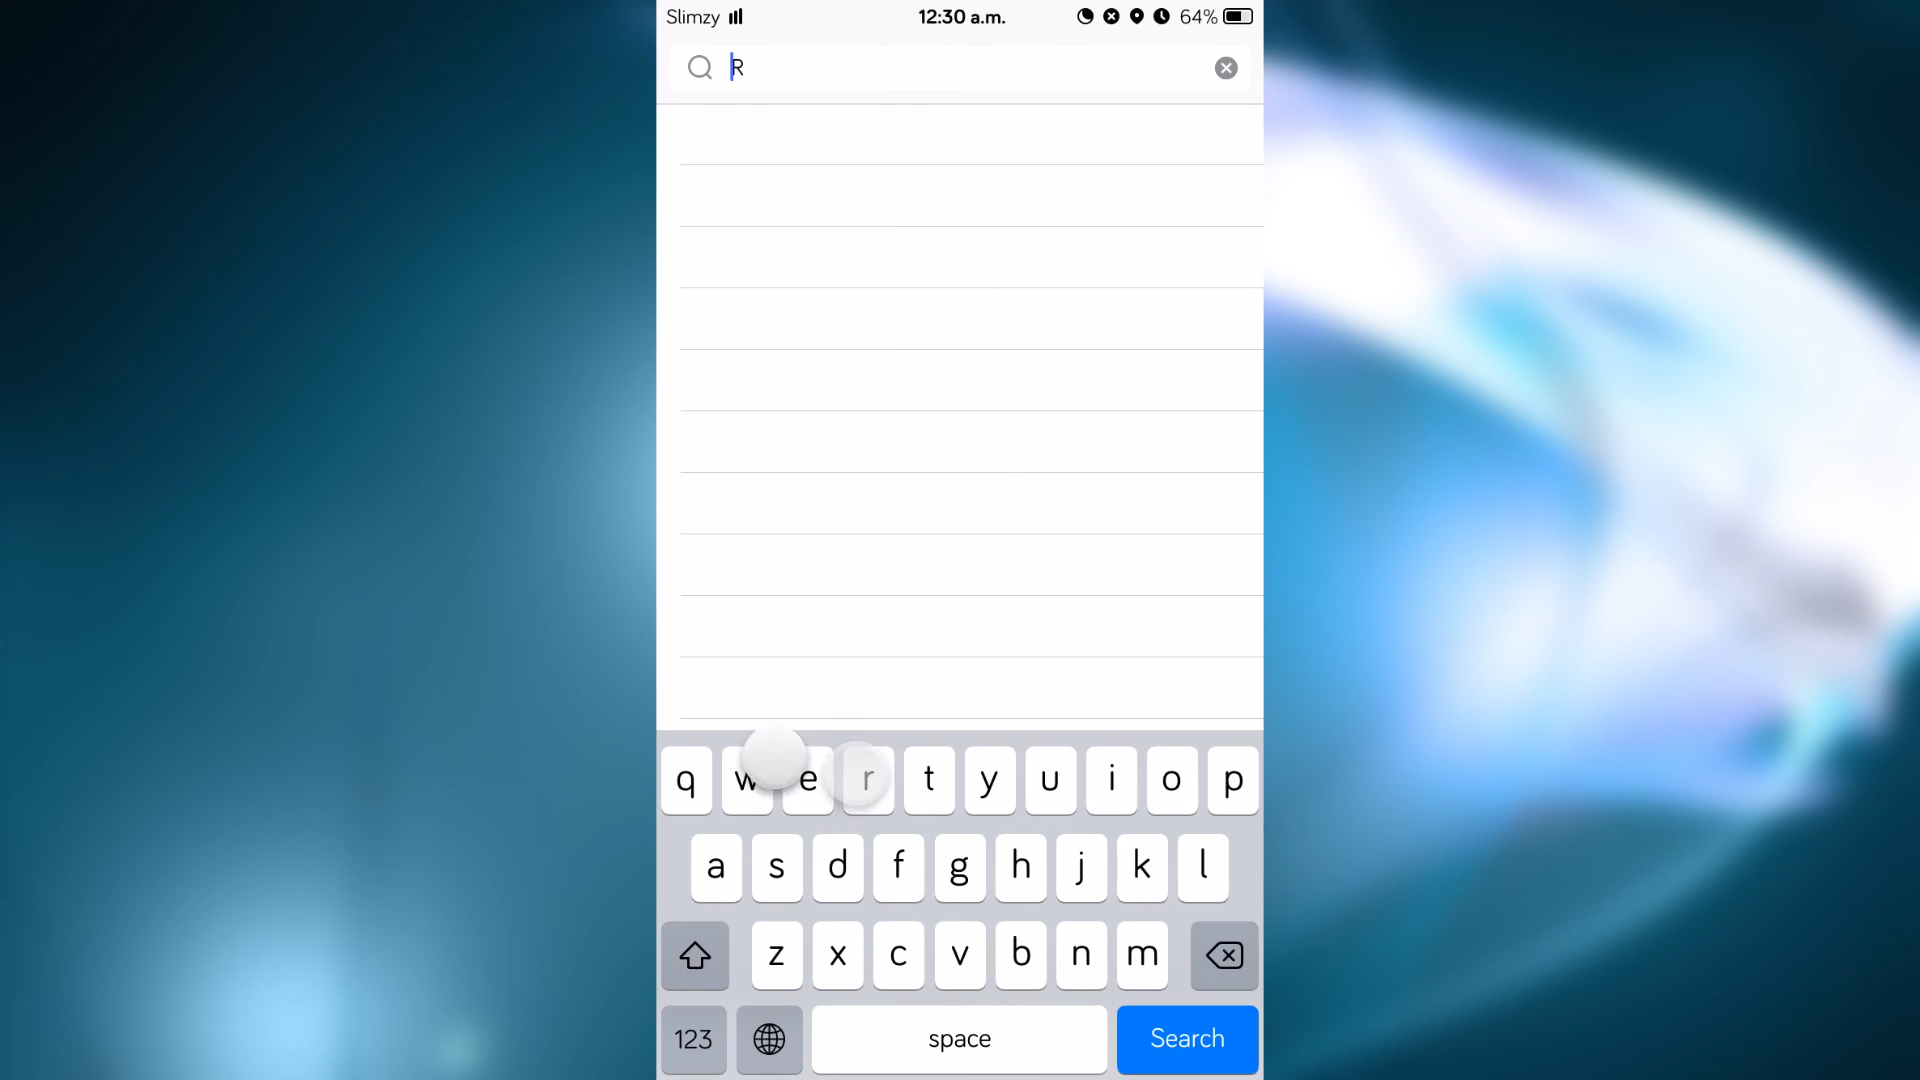 Slimzy 12:30 a.m. 64%
R
q w e r t y u i o p
a s d f g h j k l
z x c v b n m
123 space Search